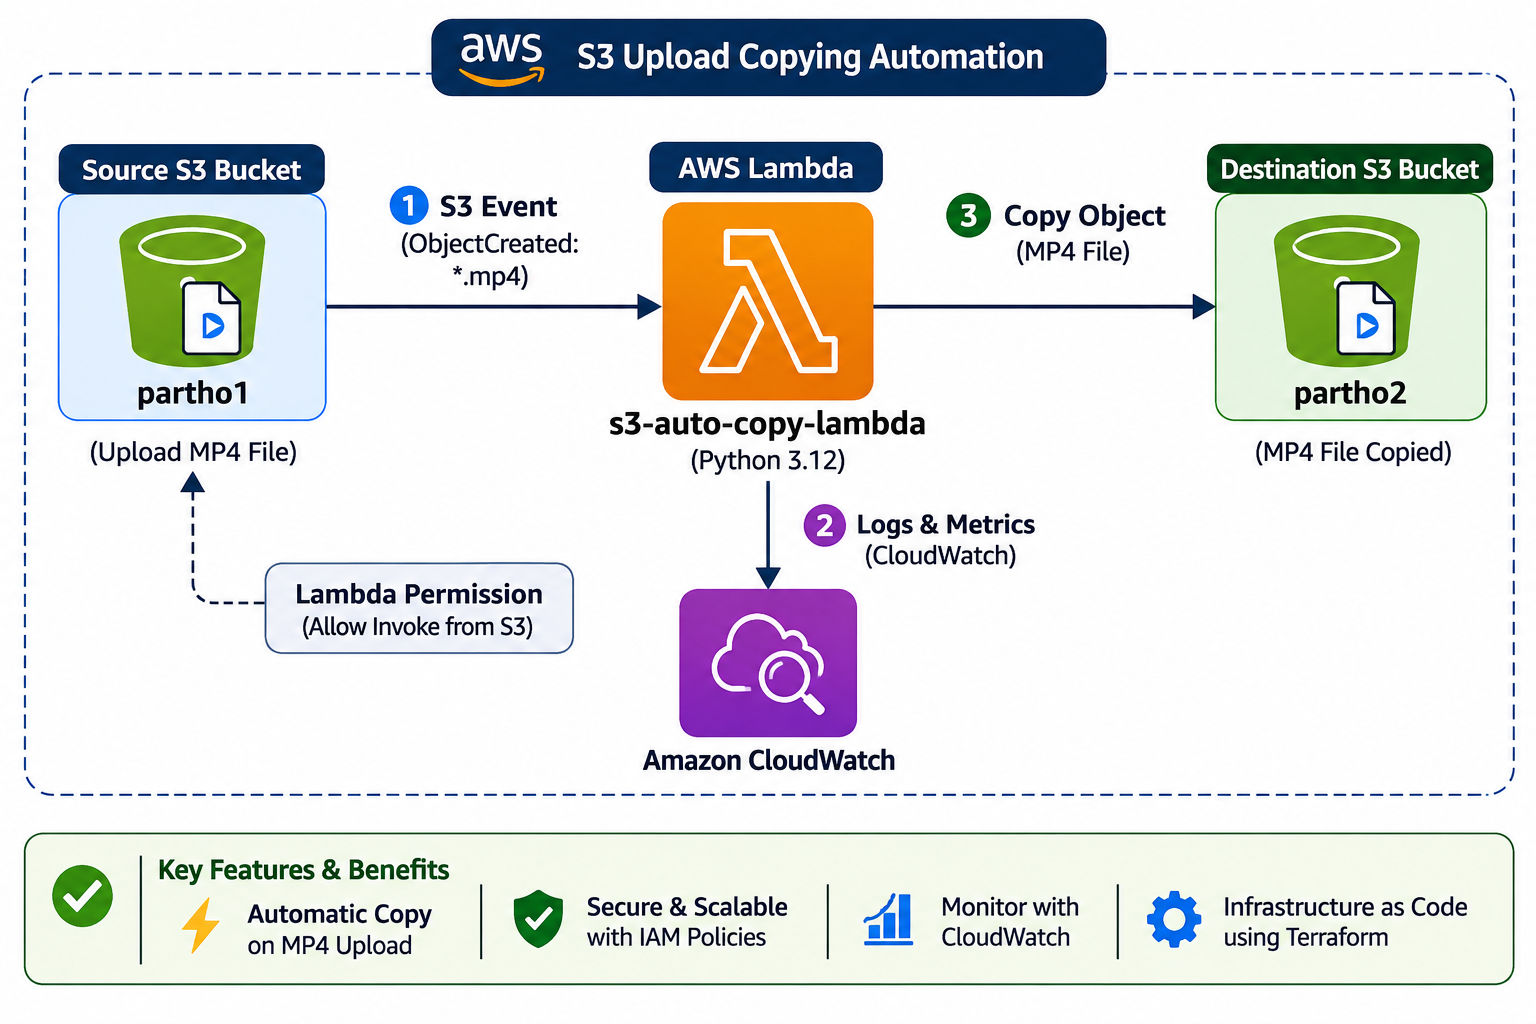 aws S3 Upload Copying Automation
Source S3 Bucket
partho1
(Upload MP4 File)
1 S3 Event
(ObjectCreated:
*.mp4)
AWS Lambda
s3-auto-copy-lambda
(Python 3.12)
3 Copy Object
(MP4 File)
Destination S3 Bucket
partho2
(MP4 File Copied)
Lambda Permission
(Allow Invoke from S3)
2 Logs & Metrics
(CloudWatch)
Amazon CloudWatch
Key Features & Benefits
Automatic Copy
on MP4 Upload
Secure & Scalable
with IAM Policies
Monitor with
CloudWatch
Infrastructure as Code
using Terraform